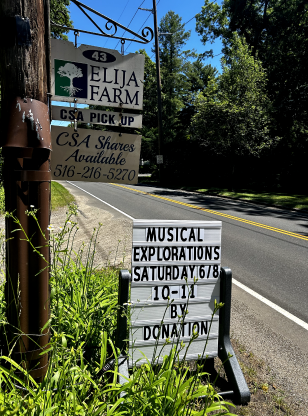 43
ELIJA
FARM
CSA PICK UP
CSA Shares
Available
516-216-5270
MUSICAL
EXPLORATIONS
SATURDAY 6/8
10-11
BY
DONATION